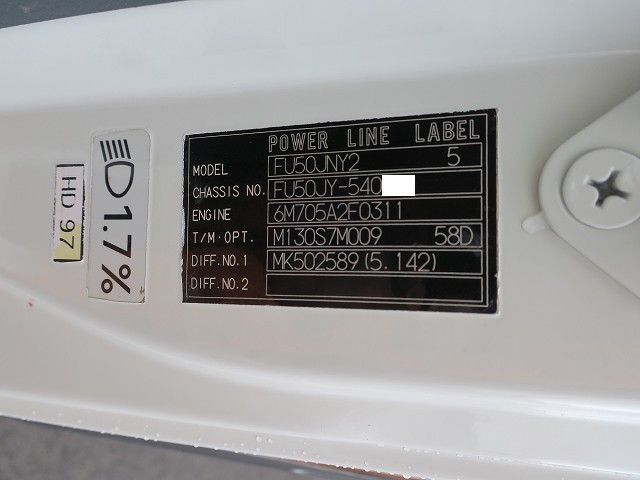 POWER LINE LABEL
MODEL FU50JNY2 5
CHASSIS NO. FU50JY-540
ENGINE 6M705A2F0311
T/M·OPT. M130S7M009 58D
DIFF.NO.1 MK502589(5.142)
DIFF.NO.2
1.7%
HD 97